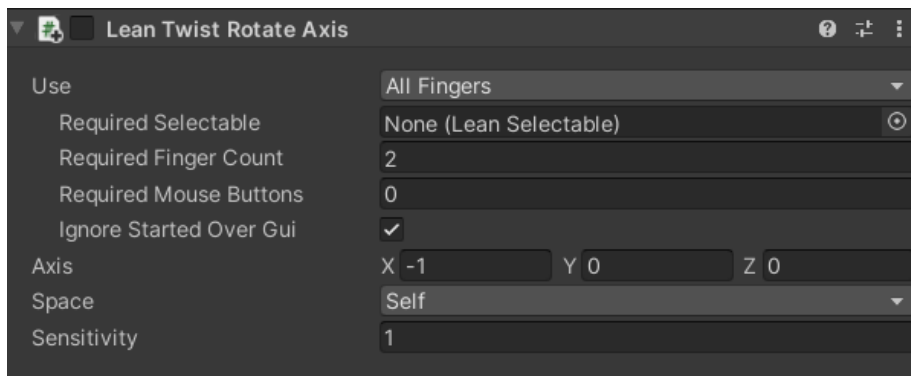 Lean Twist Rotate Axis
Use All Fingers
Required Selectable None (Lean Selectable)
Required Finger Count 2
Required Mouse Buttons 0
Ignore Started Over Gui
Axis X -1 Y 0 Z 0
Space Self
Sensitivity 1